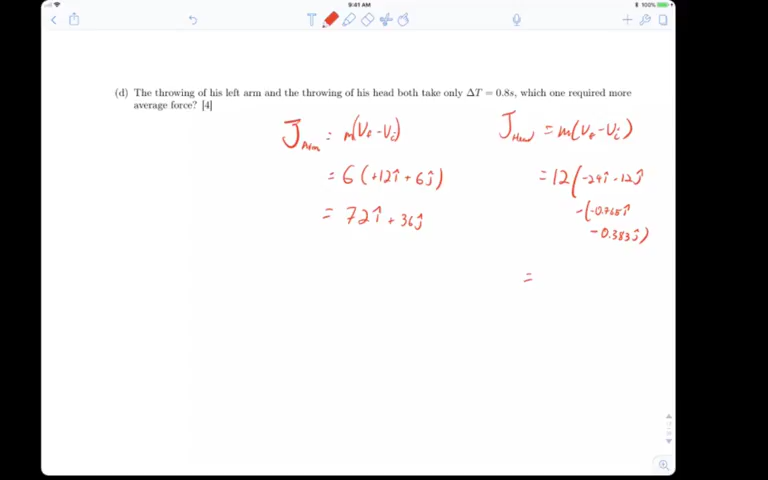 9:41 AM
100%
(d) The throwing of his left arm and the throwing of his head both take only ΔT = 0.8s, which one required more
average force? [4]
J_Arm = m(V_f - V_i)
= 6(+12î + 6ĵ)
= 72î + 36ĵ
J_Head = m(V_f - V_i)
= 12(-24î - 12ĵ
-(-0.765î
- 0.383ĵ)
=